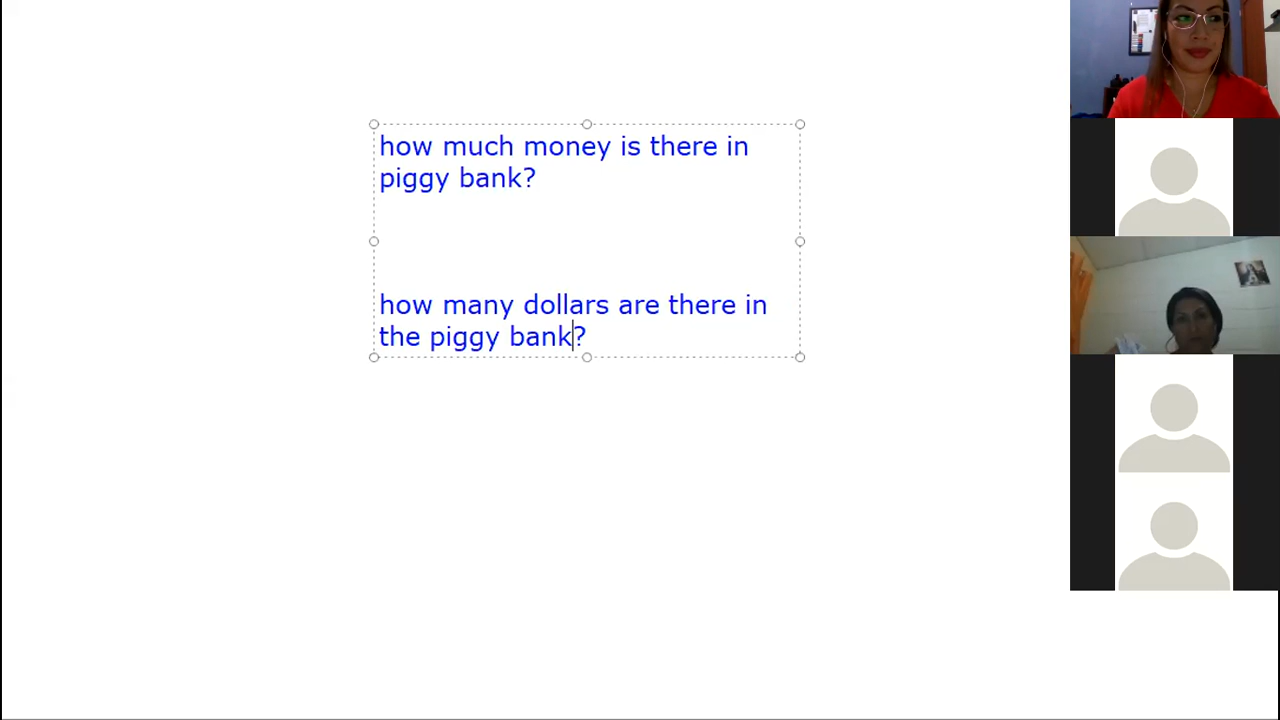 how much money is there in
piggy bank?
how many dollars are there in
the piggy bank?